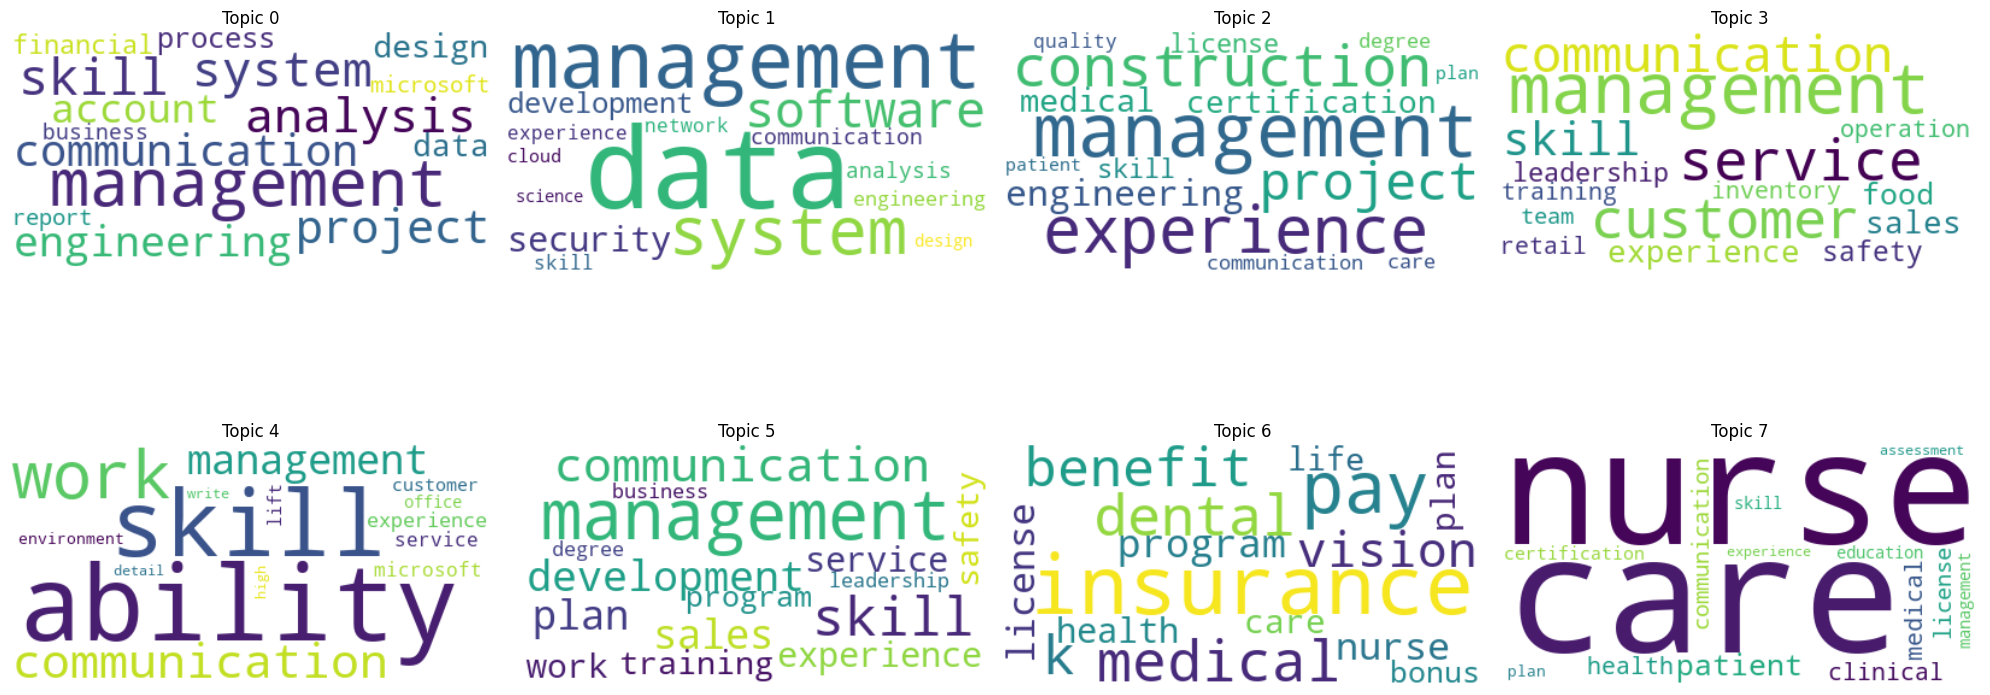 Topic 0
financial process design
skill system microsoft
account analysis
business
communication data
management
report project
engineering
Topic 1
management
development software
experience network communication
cloud data analysis
science engineering
security system design
skill
Topic 2
quality license degree
construction plan
medical certification
management
patient skill
engineering project
experience
communication care
Topic 3
communication
management
skill operation
leadership service
training inventory food
team customer sales
retail experience safety
Topic 4
work management
write lift customer
office
skill experience
environment service
detail high microsoft
ability
communication
Topic 5
communication
business
management safety
degree service
development leadership
program
plan skill
sales
work training experience
Topic 6
benefit life
pay plan
license dental
program vision
insurance
health care
k medical nurse
bonus
Topic 7
assessment
nurse
communication skill
certification experience education
care medical license management
plan health patient clinical